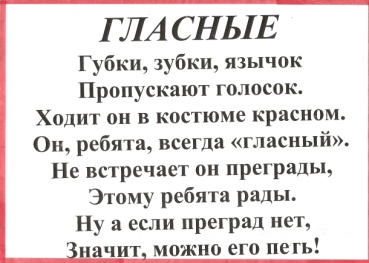 ГЛАСНЫЕ
Губки, зубки, язычок
Пропускают голосок.
Ходит он в костюме красном.
Он, ребята, всегда «гласный».
Не встречает он преграды,
Этому ребята рады.
Ну а если преград нет,
Значит, можно его петь!